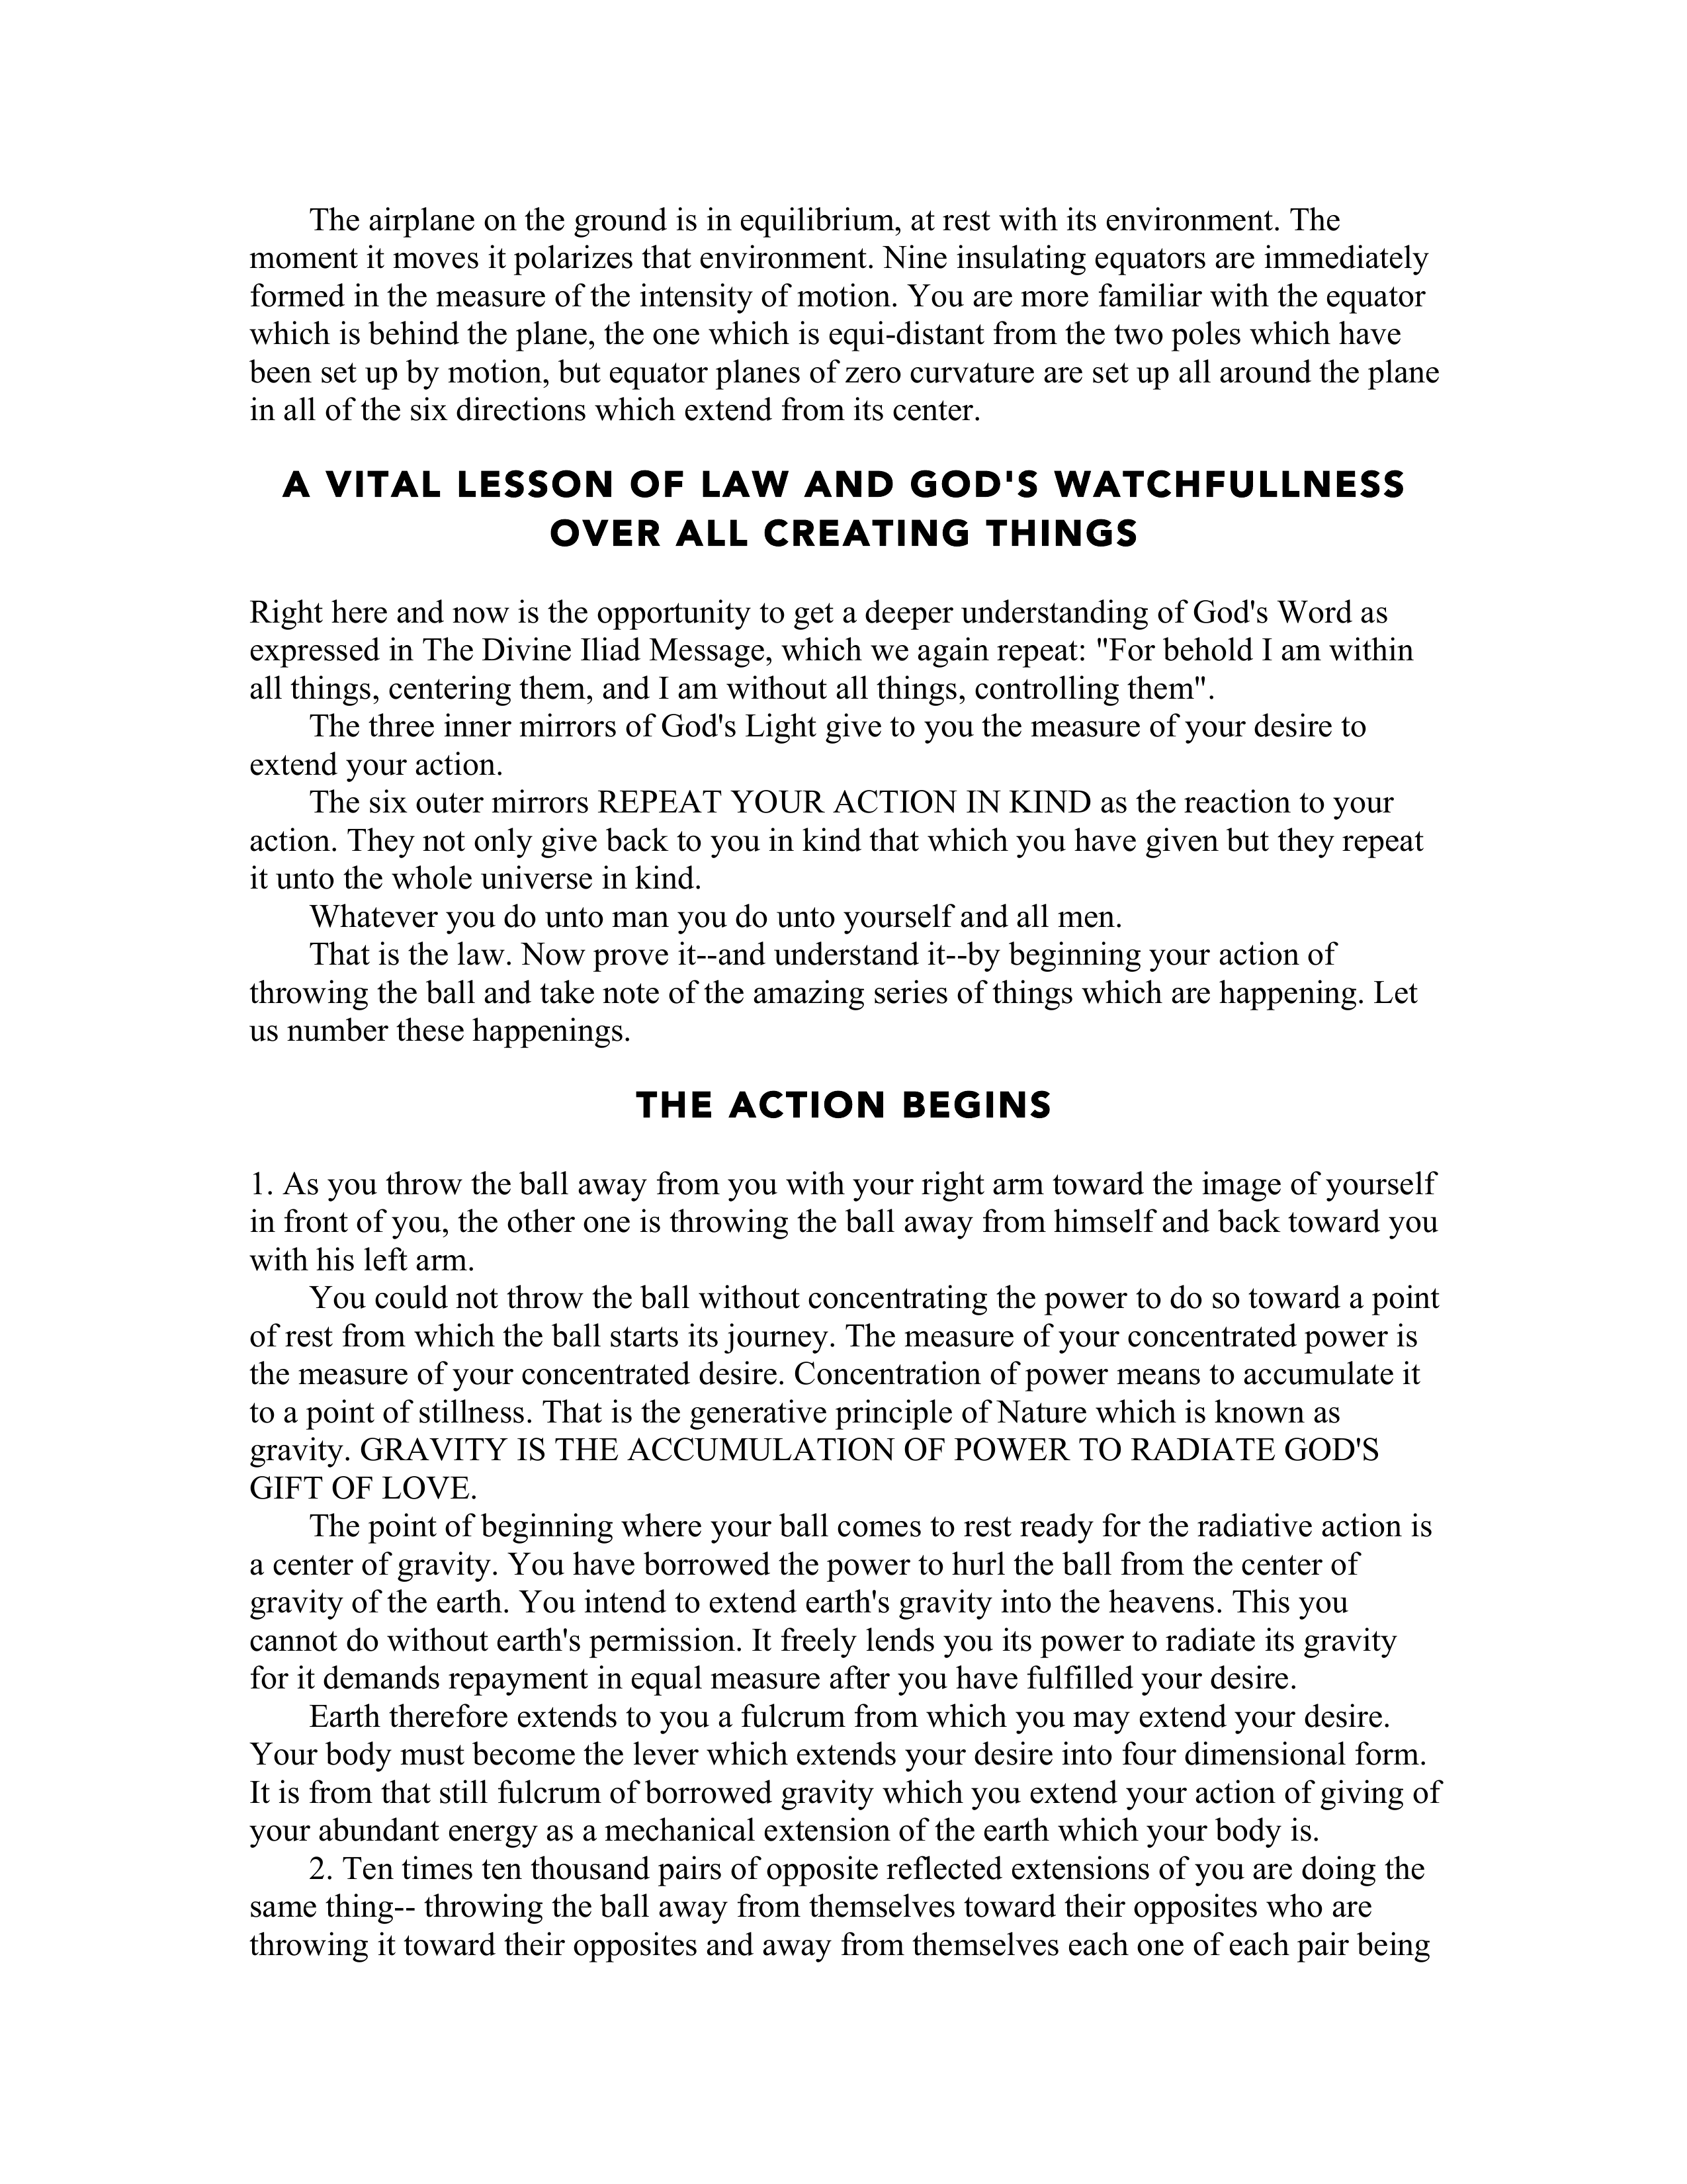 The airplane on the ground is in equilibrium, at rest with its environment. The
moment it moves it polarizes that environment. Nine insulating equators are immediately
formed in the measure of the intensity of motion. You are more familiar with the equator
which is behind the plane, the one which is equi-distant from the two poles which have
been set up by motion, but equator planes of zero curvature are set up all around the plane
in all of the six directions which extend from its center.
A VITAL LESSON OF LAW AND GOD'S WATCHFULLNESS
OVER ALL CREATING THINGS
Right here and now is the opportunity to get a deeper understanding of God's Word as
expressed in The Divine Iliad Message, which we again repeat: "For behold I am within
all things, centering them, and I am without all things, controlling them".
The three inner mirrors of God's Light give to you the measure of your desire to
extend your action.
The six outer mirrors REPEAT YOUR ACTION IN KIND as the reaction to your
action. They not only give back to you in kind that which you have given but they repeat
it unto the whole universe in kind.
Whatever you do unto man you do unto yourself and all men.
That is the law. Now prove it--and understand it--by beginning your action of
throwing the ball and take note of the amazing series of things which are happening. Let
us number these happenings.
THE ACTION BEGINS
1. As you throw the ball away from you with your right arm toward the image of yourself
in front of you, the other one is throwing the ball away from himself and back toward you
with his left arm.
You could not throw the ball without concentrating the power to do so toward a point
of rest from which the ball starts its journey. The measure of your concentrated power is
the measure of your concentrated desire. Concentration of power means to accumulate it
to a point of stillness. That is the generative principle of Nature which is known as
gravity. GRAVITY IS THE ACCUMULATION OF POWER TO RADIATE GOD'S
GIFT OF LOVE.
The point of beginning where your ball comes to rest ready for the radiative action is
a center of gravity. You have borrowed the power to hurl the ball from the center of
gravity of the earth. You intend to extend earth's gravity into the heavens. This you
cannot do without earth's permission. It freely lends you its power to radiate its gravity
for it demands repayment in equal measure after you have fulfilled your desire.
Earth therefore extends to you a fulcrum from which you may extend your desire.
Your body must become the lever which extends your desire into four dimensional form.
It is from that still fulcrum of borrowed gravity which you extend your action of giving of
your abundant energy as a mechanical extension of the earth which your body is.
2. Ten times ten thousand pairs of opposite reflected extensions of you are doing the
same thing-- throwing the ball away from themselves toward their opposites who are
throwing it toward their opposites and away from themselves each one of each pair being